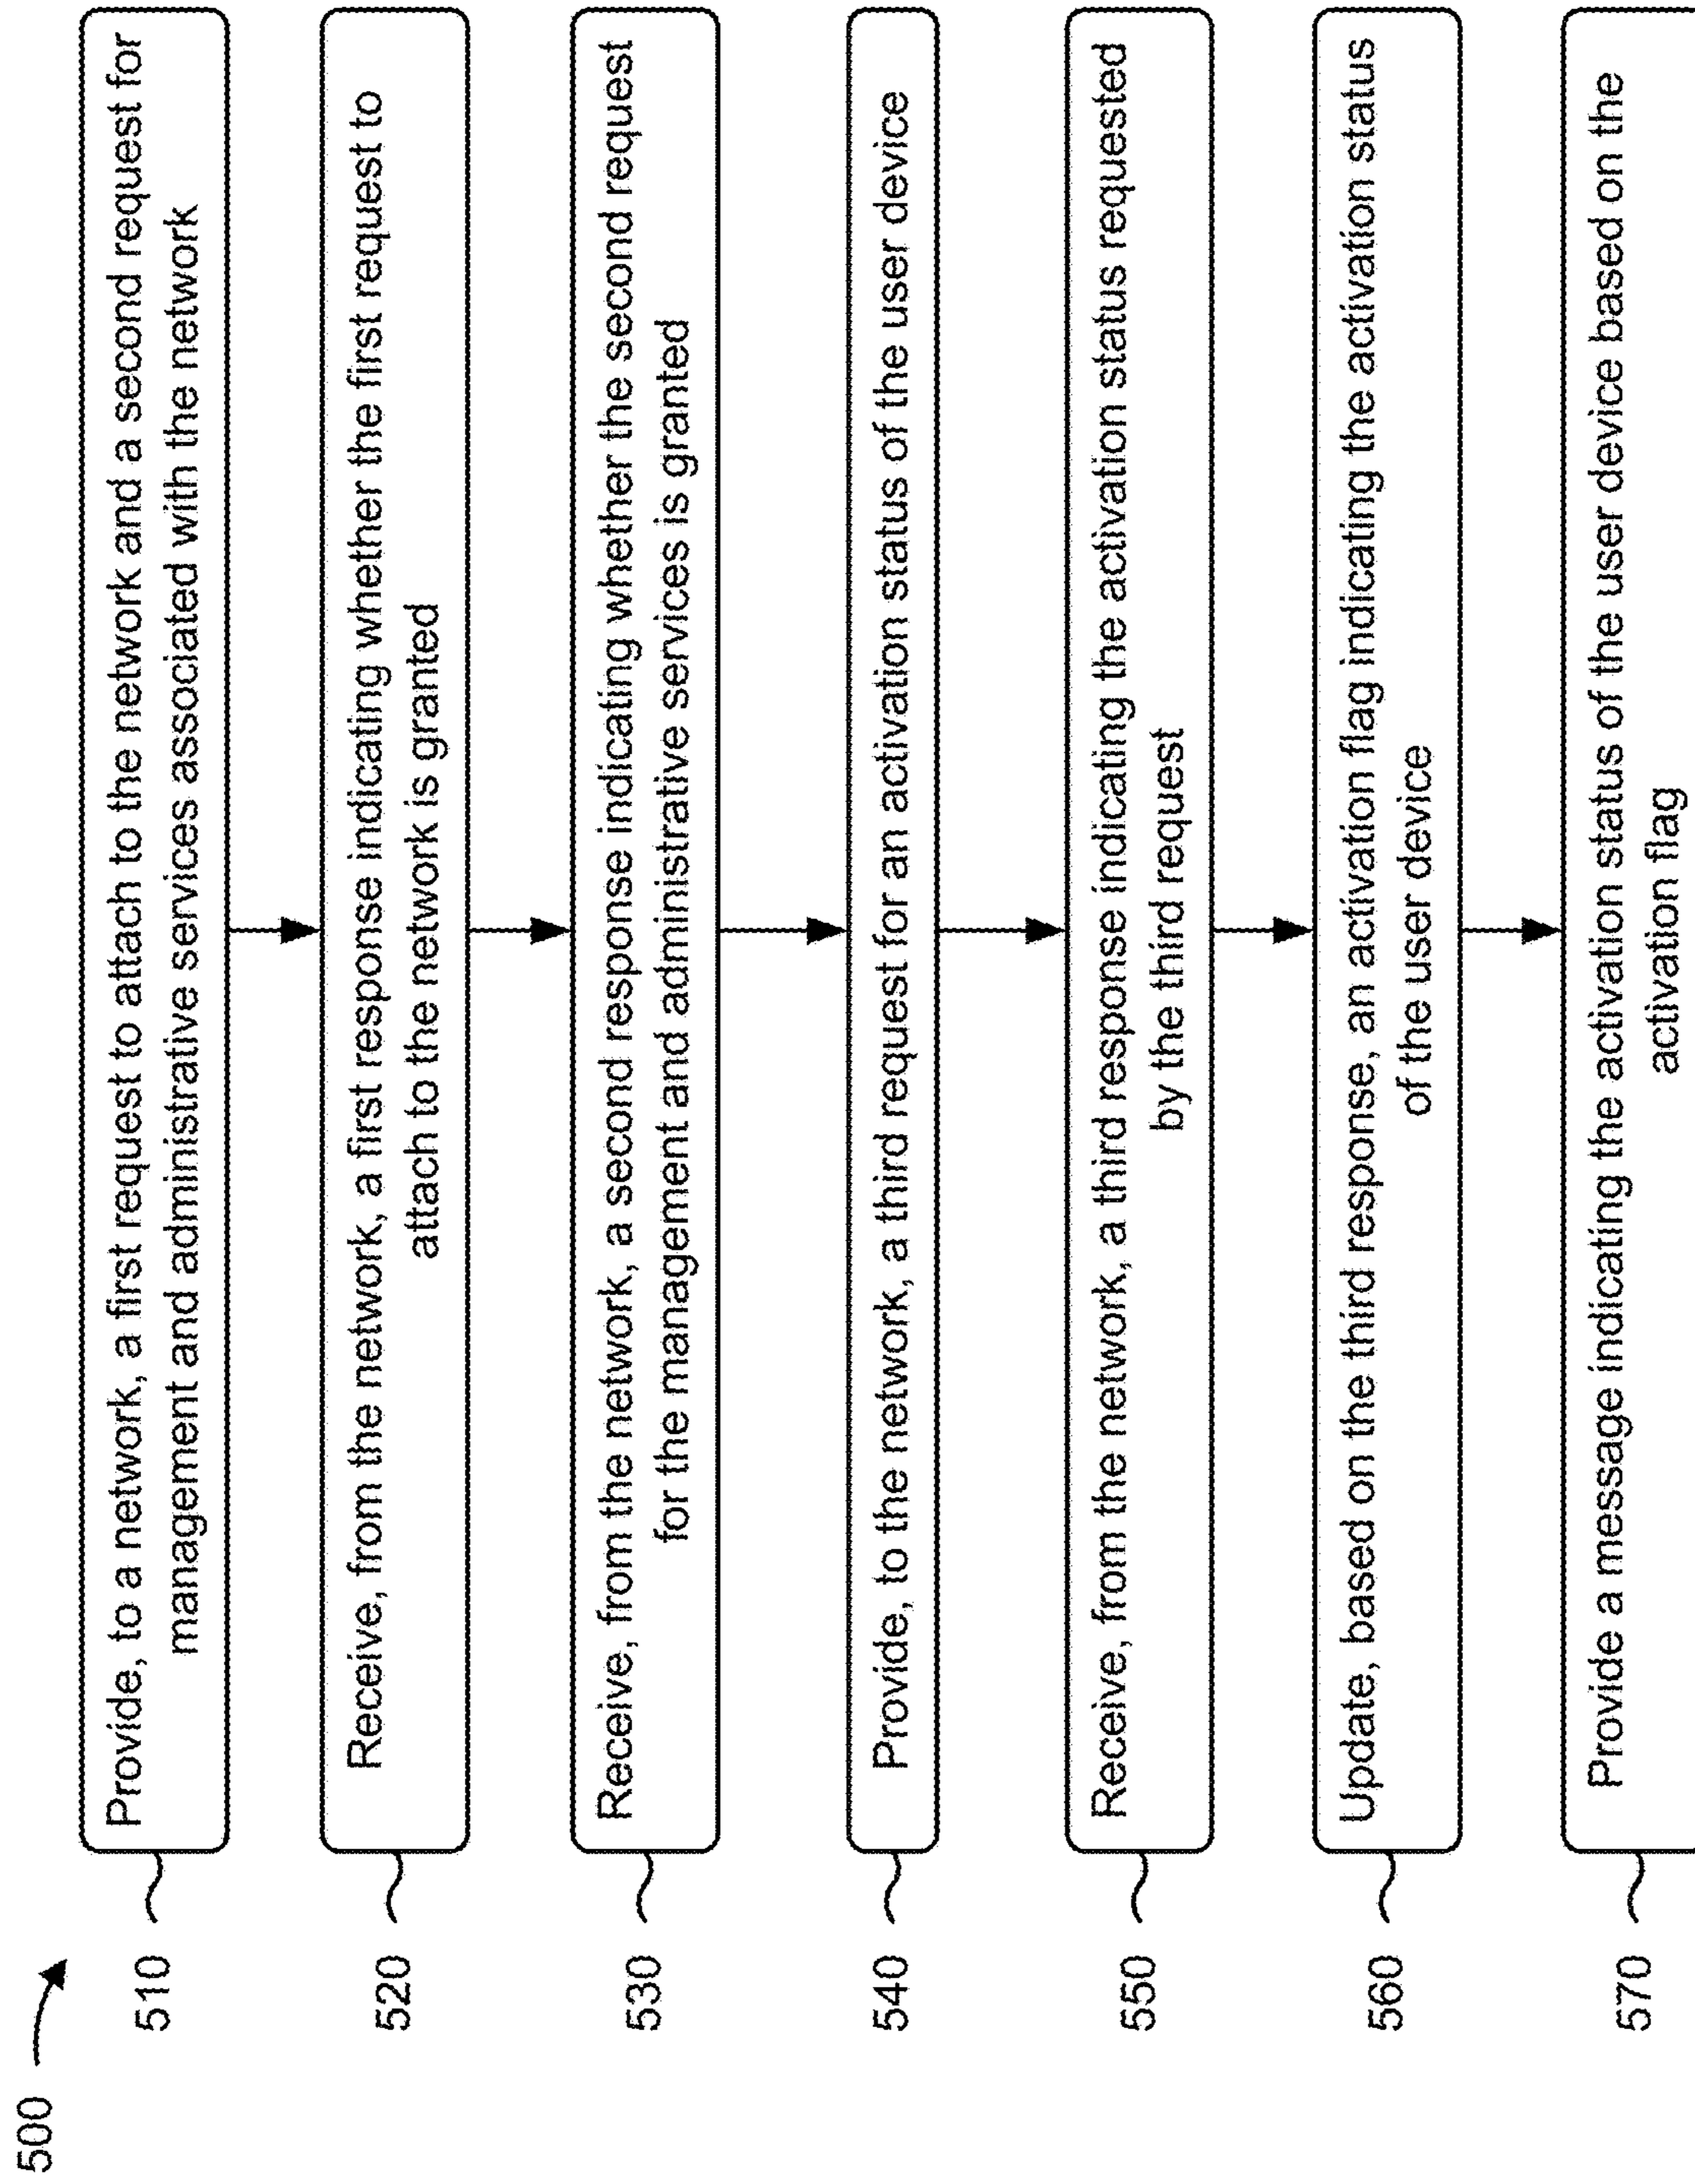 500
510
Provide, to a network, a first request to attach to the network and a second request for
management and administrative services associated with the network
520
Receive, from the network, a first response indicating whether the first request to
attach to the network is granted
530
Receive, from the network, a second response indicating whether the second request
for the management and administrative services is granted
540
Provide, to the network, a third request for an activation status of the user device
550
Receive, from the network, a third response indicating the activation status requested
by the third request
560
Update, based on the third response, an activation flag indicating the activation status
of the user device
570
Provide a message indicating the activation status of the user device based on the
activation flag